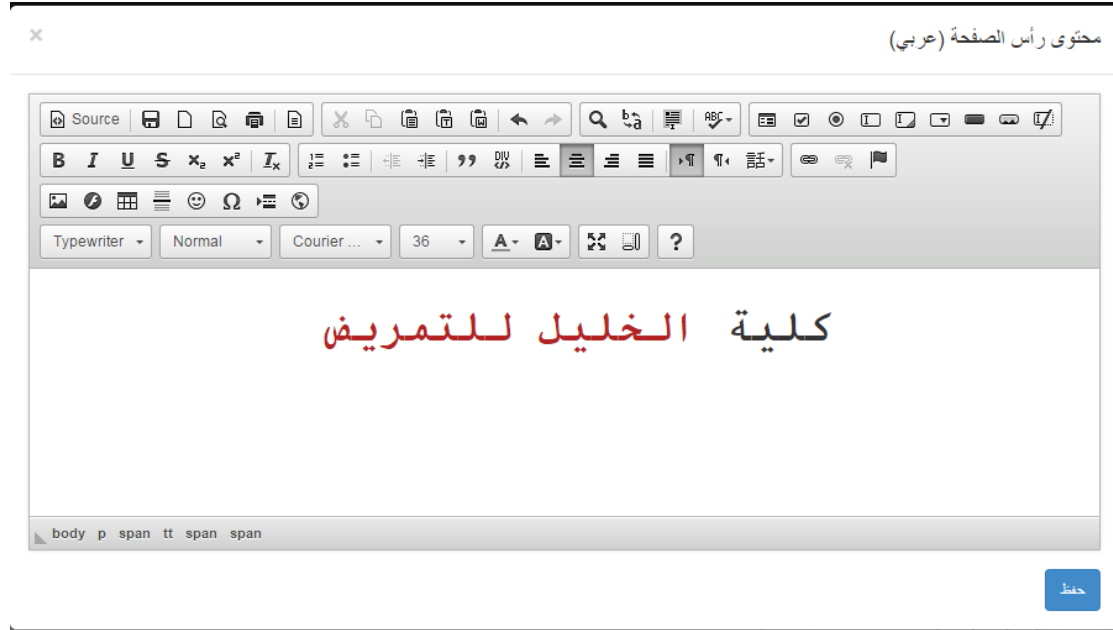 محتوى رأس الصفحة (عربي)
×
Source
Typewriter Normal Courier ... 36
كلية الخليل للتمريض
body p span tt span span
حفظ